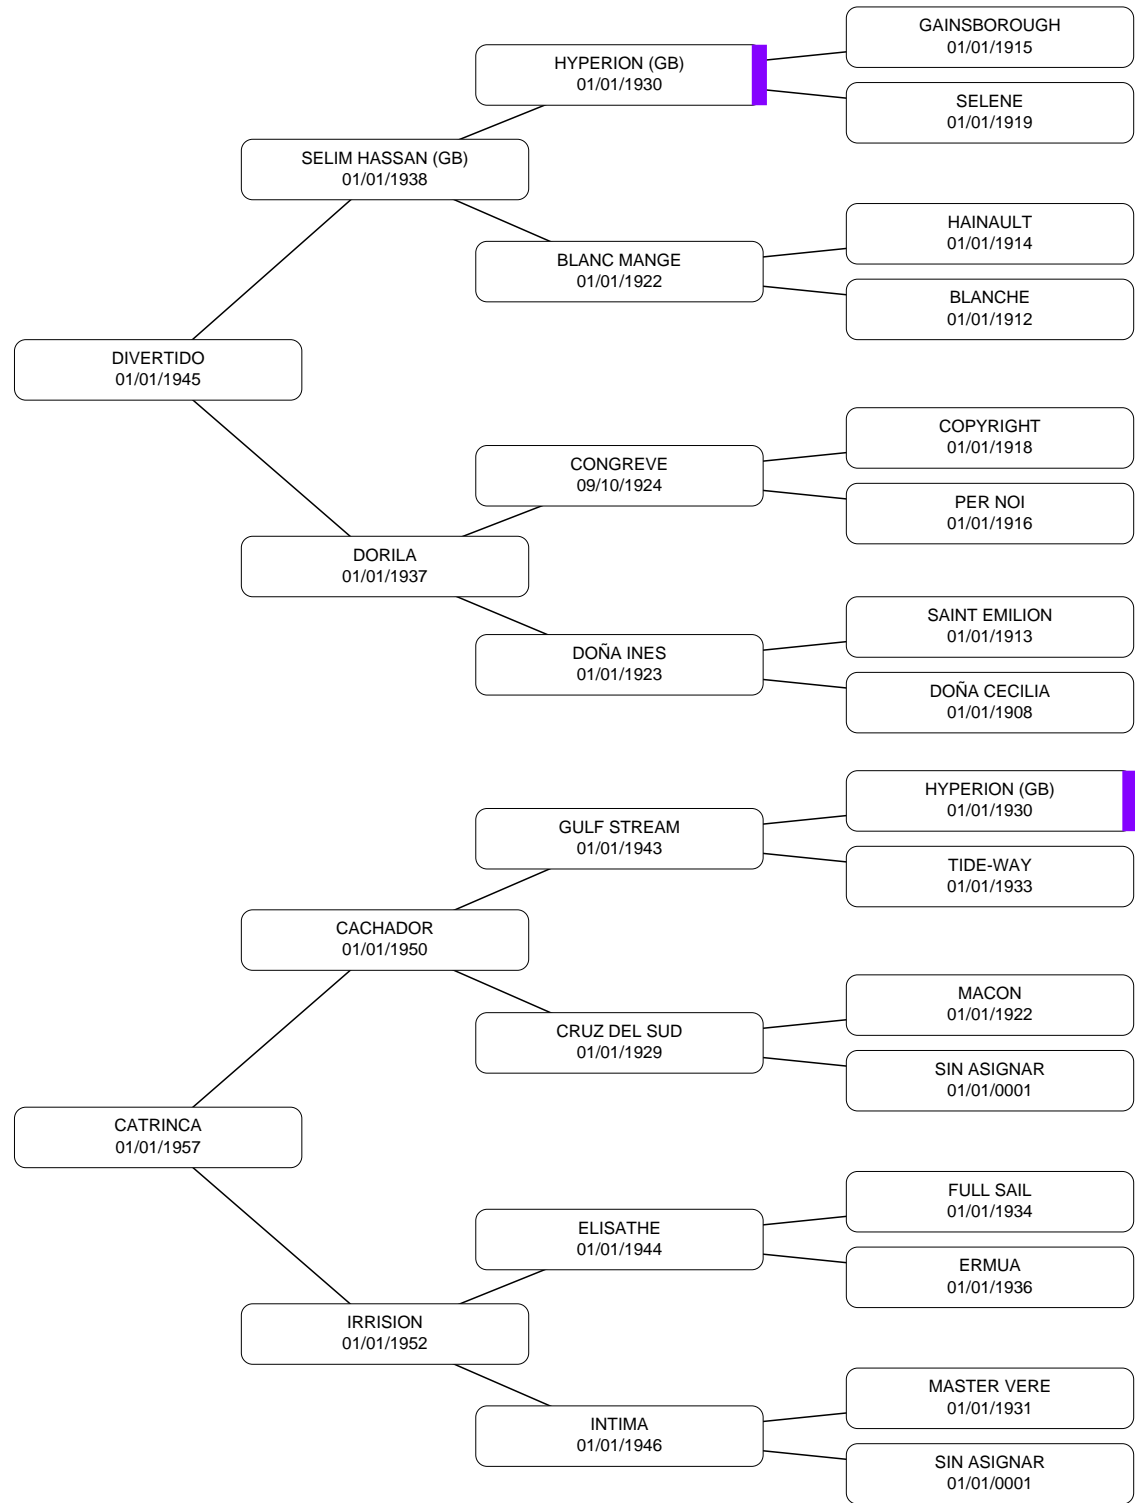 GAINSBOROUGH
01/01/1915
HYPERION (GB)
01/01/1930
SELENE
01/01/1919
SELIM HASSAN (GB)
01/01/1938
HAINAULT
01/01/1914
BLANC MANGE
01/01/1922
BLANCHE
01/01/1912
DIVERTIDO
01/01/1945
COPYRIGHT
01/01/1918
CONGREVE
09/10/1924
PER NOI
01/01/1916
DORILA
01/01/1937
SAINT EMILION
01/01/1913
DOÑA INES
01/01/1923
DOÑA CECILIA
01/01/1908
HYPERION (GB)
01/01/1930
GULF STREAM
01/01/1943
TIDE-WAY
01/01/1933
CACHADOR
01/01/1950
MACON
01/01/1922
CRUZ DEL SUD
01/01/1929
SIN ASIGNAR
01/01/0001
CATRINCA
01/01/1957
FULL SAIL
01/01/1934
ELISATHE
01/01/1944
ERMUA
01/01/1936
IRRISION
01/01/1952
MASTER VERE
01/01/1931
INTIMA
01/01/1946
SIN ASIGNAR
01/01/0001